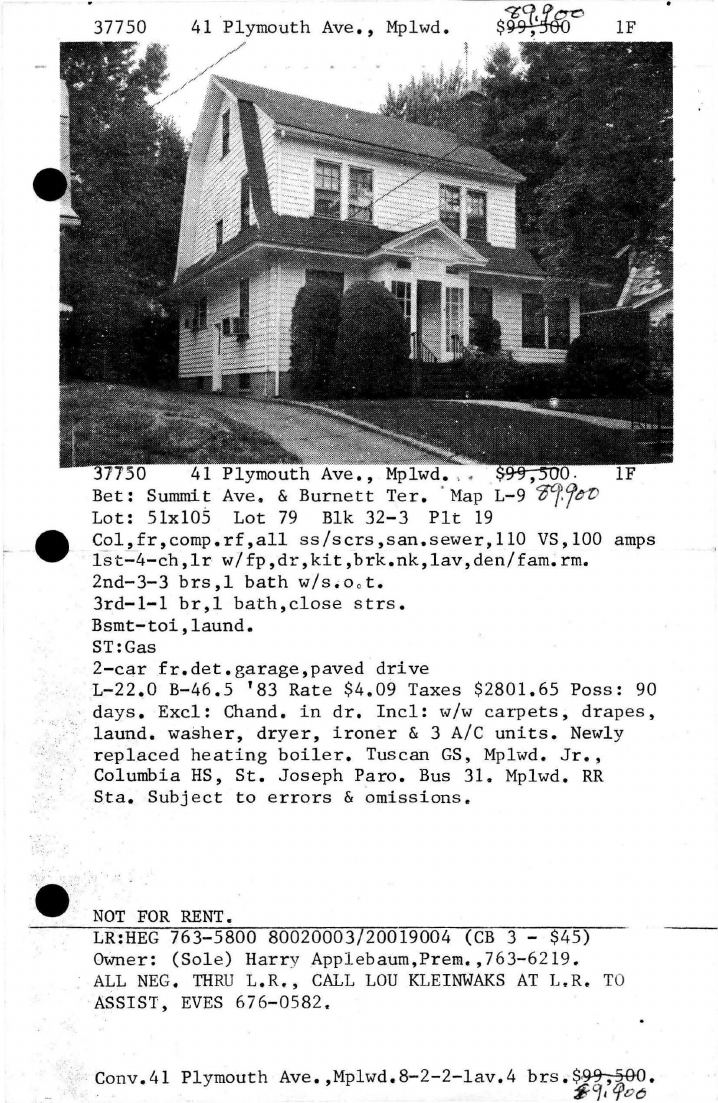 89,900
37750 41 Plymouth Ave., Mplwd. $99,500 1F
37750 41 Plymouth Ave., Mplwd. $99,500. 1F
Bet: Summit Ave. & Burnett Ter. Map L-9 89,900
Lot: 51x105 Lot 79 Blk 32-3 Plt 19
Col,fr,comp.rf,all ss/scrs,san.sewer,110 VS,100 amps
1st-4-ch,lr w/fp,dr,kit,brk.nk,lav,den/fam.rm.
2nd-3-3 brs,1 bath w/s.o.t.
3rd-1-1 br,1 bath,close strs.
Bsmt-toi,laund.
ST:Gas
2-car fr.det.garage,paved drive
L-22.0 B-46.5 '83 Rate $4.09 Taxes $2801.65 Poss: 90
days. Excl: Chand. in dr. Incl: w/w carpets, drapes,
laund. washer, dryer, ironer & 3 A/C units. Newly
replaced heating boiler. Tuscan GS, Mplwd. Jr.,
Columbia HS, St. Joseph Paro. Bus 31. Mplwd. RR
Sta. Subject to errors & omissions.
NOT FOR RENT.
LR:HEG 763-5800 80020003/20019004 (CB 3 - $45)
Owner: (Sole) Harry Applebaum,Prem.,763-6219.
ALL NEG. THRU L.R., CALL LOU KLEINWAKS AT L.R. TO
ASSIST, EVES 676-0582.
Conv.41 Plymouth Ave.,Mplwd.8-2-2-lav.4 brs.$99,500.
89,900